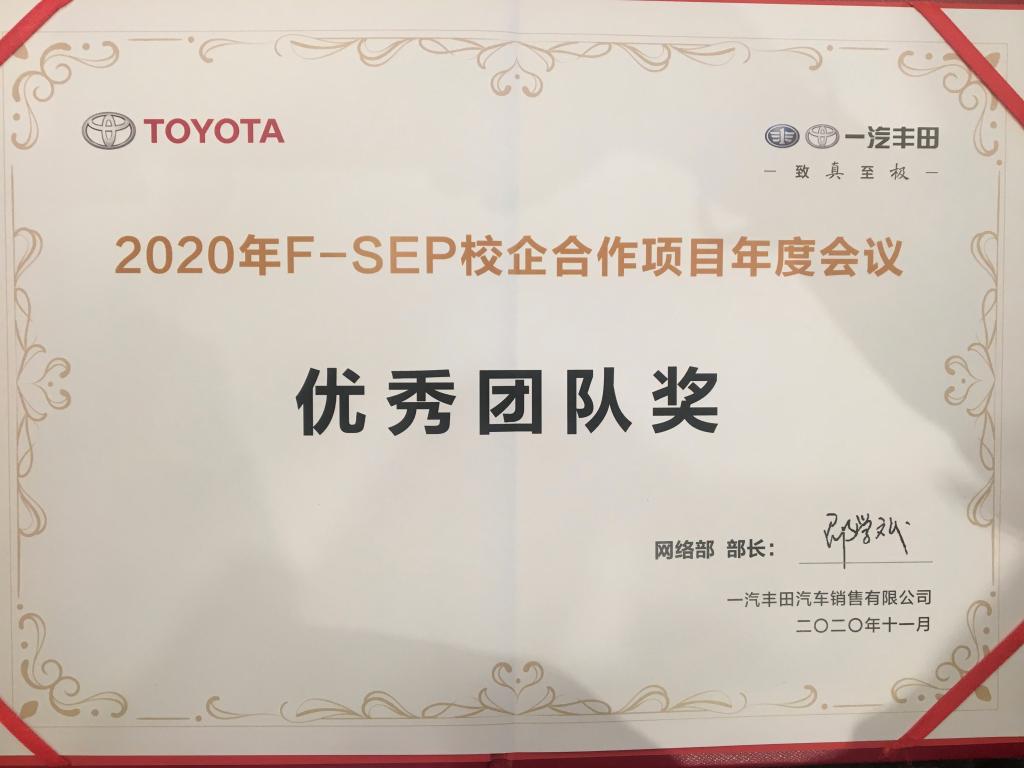 TOYOTA
一汽丰田
— 致 真 至 极 —
2020年F-SEP校企合作项目年度会议
优秀团队奖
网络部 部长:
一汽丰田汽车销售有限公司
二〇二〇年十一月